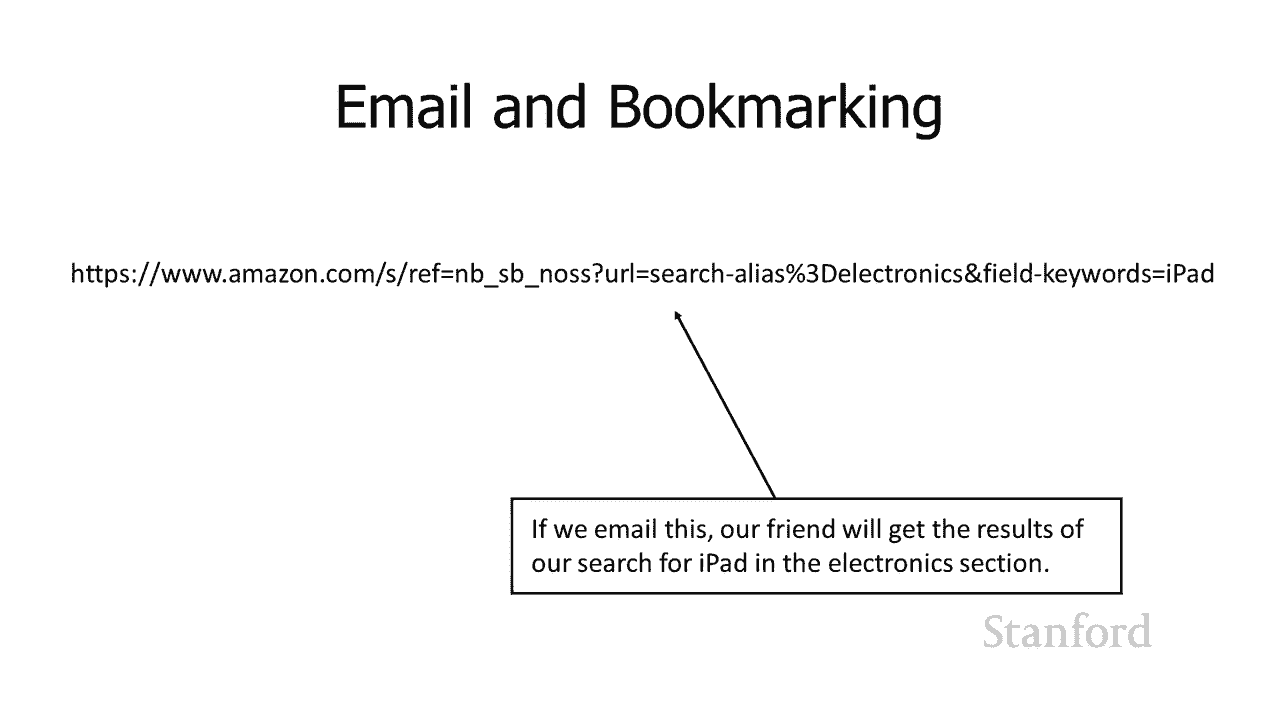 Email and Bookmarking
https://www.amazon.com/s/ref=nb_sb_noss?url=search-alias%3Delectronics&field-keywords=iPad
If we email this, our friend will get the results of
our search for iPad in the electronics section.
Stanford